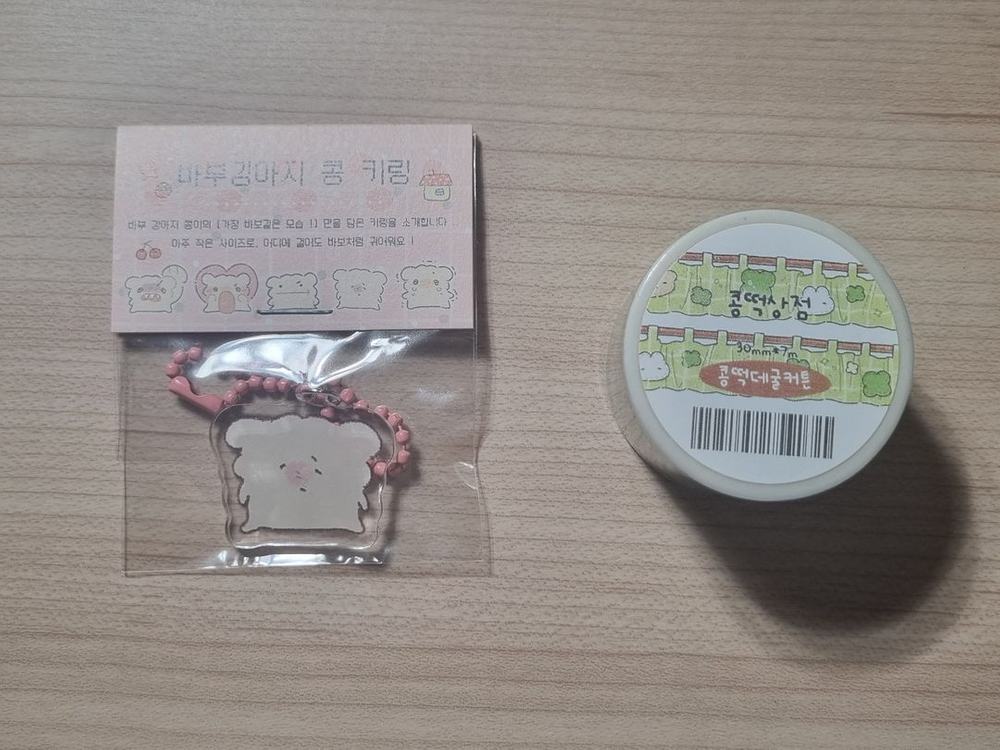 바부강아지 콩 키링
바부 강아지 콩이의 [가장 바보같은 모습 !] 만을 담은 키링을 소개합니다
아주 작은 사이즈로, 어디에 걸어도 바보처럼 귀여워요 !
콩떡상점
30mm*7m
콩떡데굴커튼